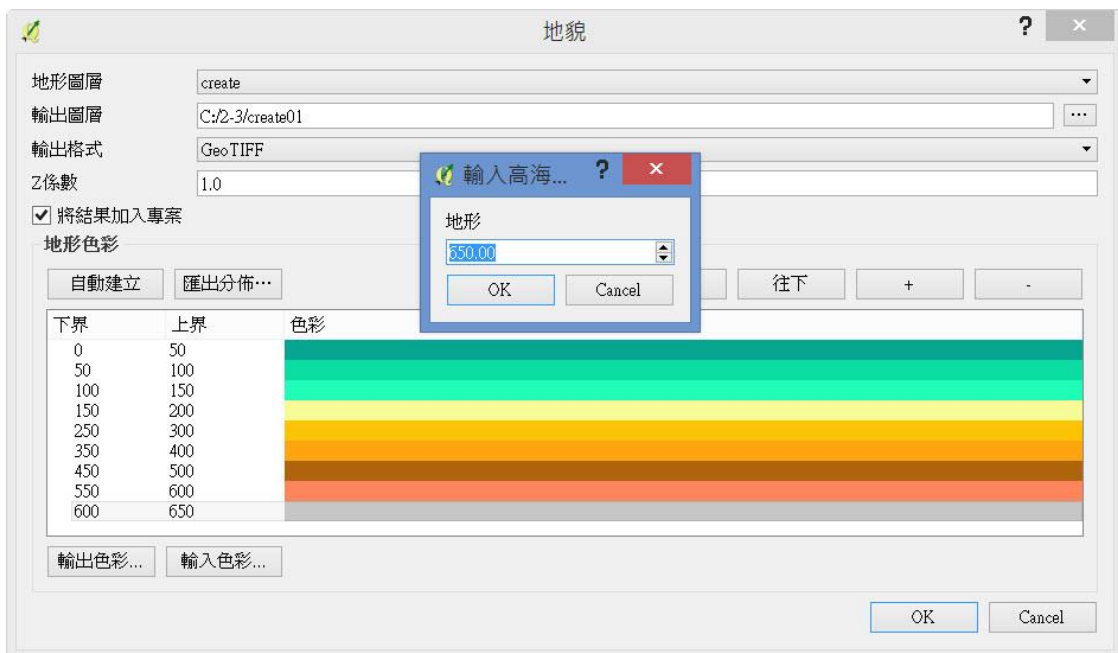 地貌
?
×
地形圖層
create
輸出圖層
C:/2-3/create01
...
輸出格式
GeoTIFF
Z係數
1.0
將結果加入專案
輸入高海...
?
×
地形
650.00
OK
Cancel
地形色彩
自動建立
匯出分佈…
往下
+
-
下界
上界
色彩
0 50
50 100
100 150
150 200
250 300
350 400
450 500
550 600
600 650
輸出色彩...
輸入色彩...
OK
Cancel